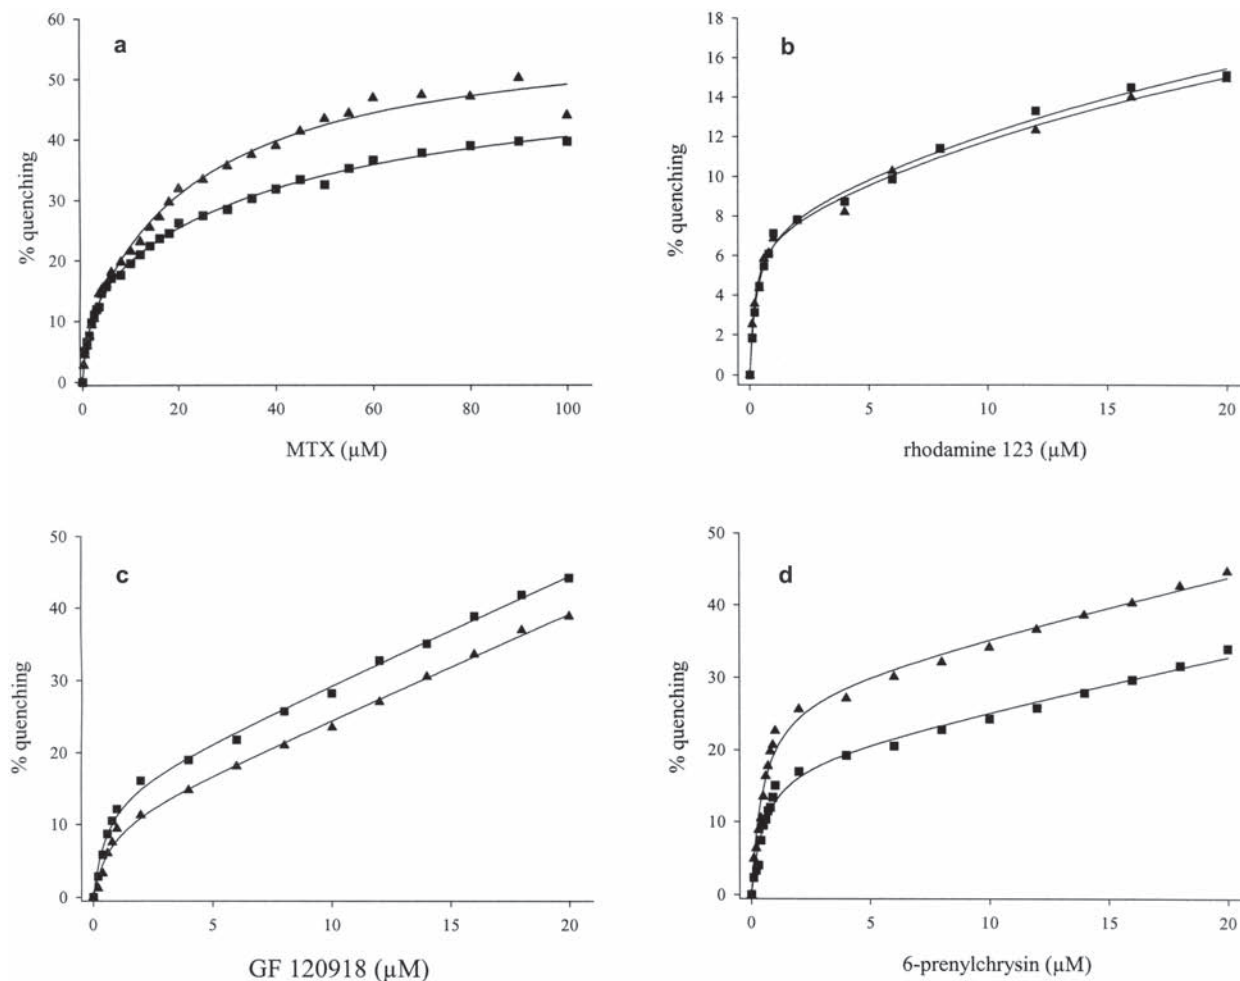 a
% quenching
60
50
40
30
20
10
0
0 20 40 60 80 100
MTX (µM)
b
% quenching
18
16
14
12
10
8
6
4
2
0
0 5 10 15 20
rhodamine 123 (µM)
c
% quenching
50
40
30
20
10
0
0 5 10 15 20
GF 120918 (µM)
d
% quenching
50
40
30
20
10
0
0 5 10 15 20
6-prenylchrysin (µM)